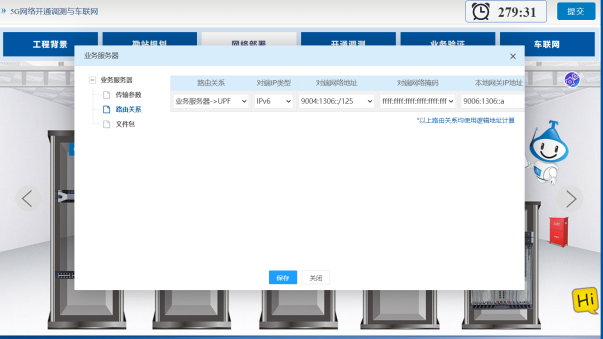 5G网络开通调测与车联网
279:31
提交
工程背景
勘站规划
网络部署
开通调测
业务验证
车联网
业务服务器
业务服务器
传输参数
路由关系
文件包
路由关系 对端IP类型 对端网络地址 对端网络掩码 本地网关IP地址
业务服务器->UPF IPv6 9004:1306::/125 ffff:ffff:ffff:ffff:ffff:fff 9006:1306::a
*以上路由关系均使用逻辑地址计算
保存
关闭
Hi